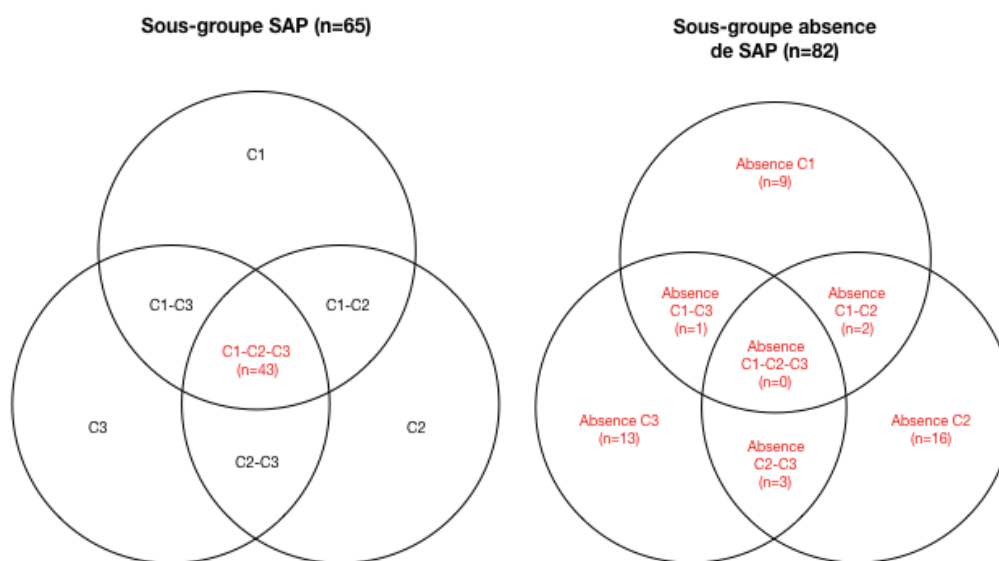 Sous-groupe SAP (n=65)
C1
C1-C3
C1-C2
C1-C2-C3
(n=43)
C3
C2
C2-C3
Sous-groupe absence
de SAP (n=82)
Absence C1
(n=9)
Absence
C1-C3
(n=1)
Absence
C1-C2
(n=2)
Absence
C1-C2-C3
(n=0)
Absence C3
(n=13)
Absence C2
(n=16)
Absence
C2-C3
(n=3)